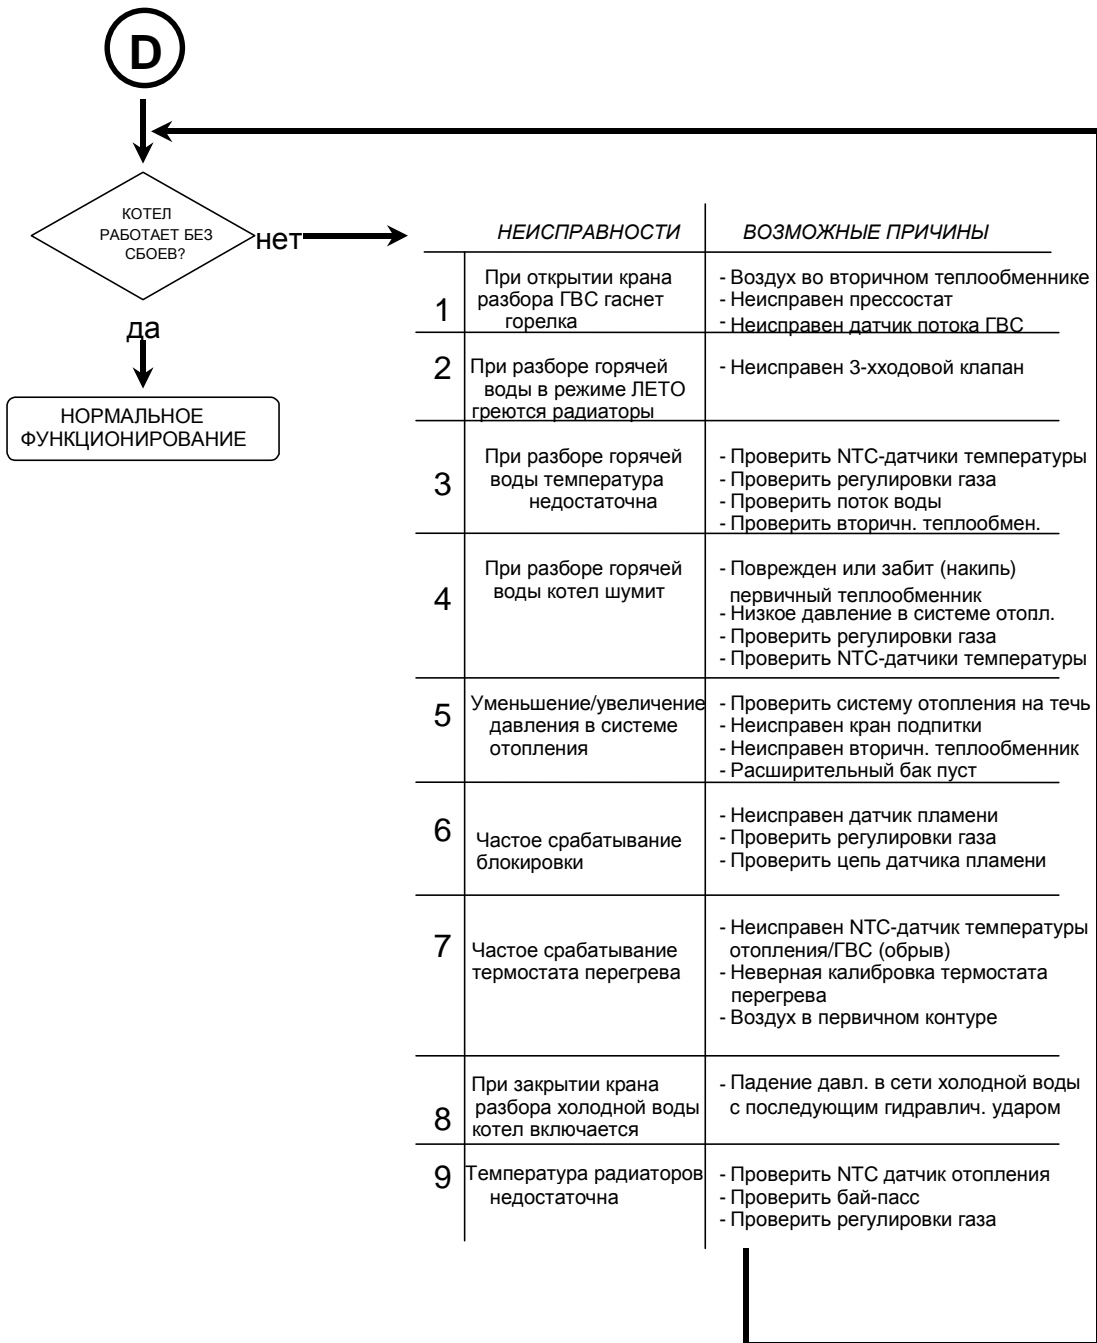 D
КОТЕЛ
РАБОТАЕТ БЕЗ
СБОЕВ?
нет
да
НОРМАЛЬНОЕ
ФУНКЦИОНИРОВАНИЕ
НЕИСПРАВНОСТИ
ВОЗМОЖНЫЕ ПРИЧИНЫ
1
При открытии крана
разбора ГВС гаснет
горелка
- Воздух во вторичном теплообменнике
- Неисправен прессостат
- Неисправен датчик потока ГВС
2
При разборе горячей
воды в режиме ЛЕТО
греются радиаторы
- Неисправен 3-хходовой клапан
3
При разборе горячей
воды температура
недостаточна
- Проверить NTC-датчики температуры
- Проверить регулировки газа
- Проверить поток воды
- Проверить вторичн. теплообмен.
4
При разборе горячей
воды котел шумит
- Поврежден или забит (накипь)
первичный теплообменник
- Низкое давление в системе отопл.
- Проверить регулировки газа
- Проверить NTC-датчики температуры
5
Уменьшение/увеличение
давления в системе
отопления
- Проверить систему отопления на течь
- Неисправен кран подпитки
- Неисправен вторичн. теплообменник
- Расширительный бак пуст
6
Частое срабатывание
блокировки
- Неисправен датчик пламени
- Проверить регулировки газа
- Проверить цепь датчика пламени
7
Частое срабатывание
термостата перегрева
- Неисправен NTC-датчик температуры
отопления/ГВС (обрыв)
- Неверная калибровка термостата
перегрева
- Воздух в первичном контуре
8
При закрытии крана
разбора холодной воды
котел включается
- Падение давл. в сети холодной воды
с последующим гидравлич. ударом
9
Температура радиаторов
недостаточна
- Проверить NTC датчик отопления
- Проверить бай-пасс
- Проверить регулировки газа